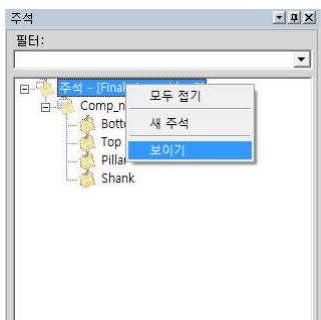 주석
필터:
주석 - [Final
모두 접기
Comp_n
새 주석
Top
보이기
Pillar
Shank